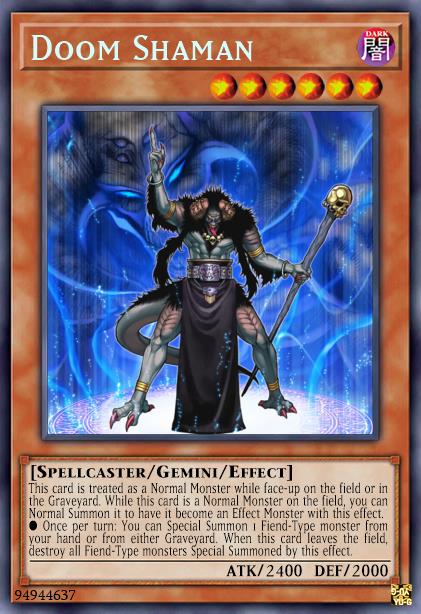 Doom Shaman
DARK
闇
[Spellcaster/Gemini/Effect]
This card is treated as a Normal Monster while face-up on the field or in
the Graveyard. While this card is a Normal Monster on the field, you can
Normal Summon it to have it become an Effect Monster with this effect.
● Once per turn: You can Special Summon 1 Fiend-Type monster from
your hand or from either Graveyard. When this card leaves the field,
destroy all Fiend-Type monsters Special Summoned by this effect.
ATK/2400 DEF/2000
94944637